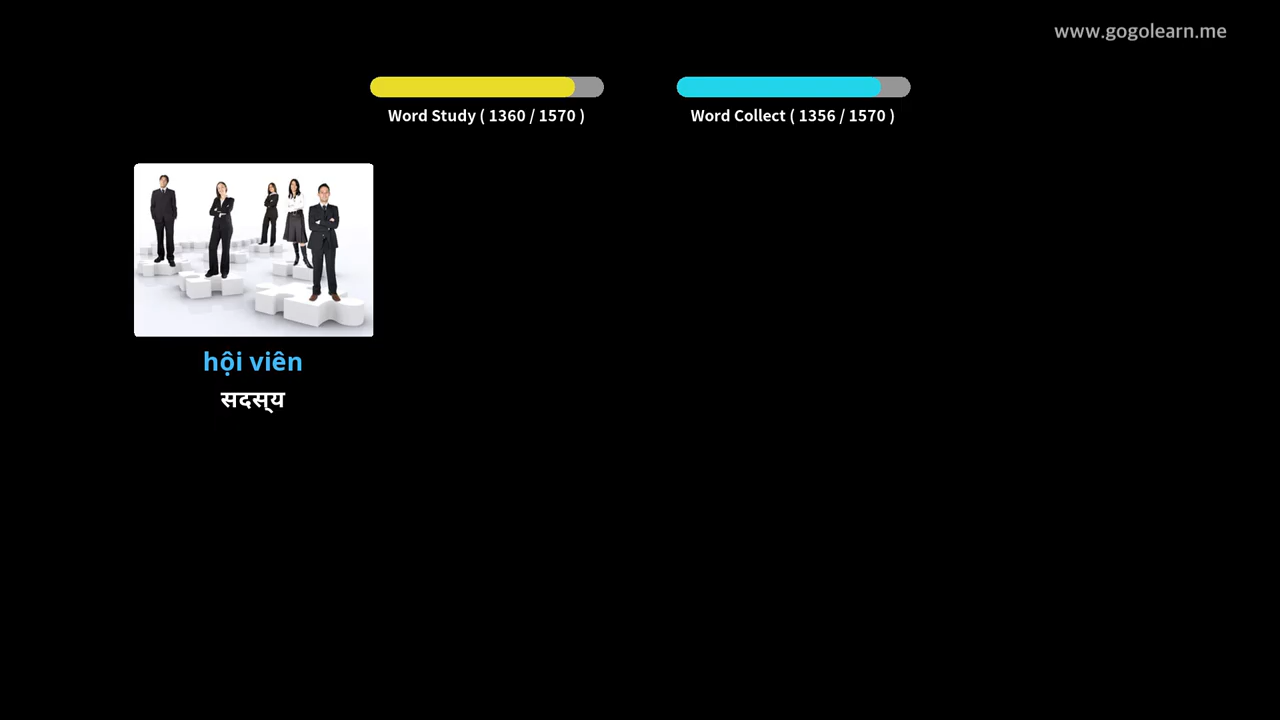 www.gogolearn.me
Word Study ( 1360 / 1570 )
Word Collect ( 1356 / 1570 )
hội viên
सदस्य